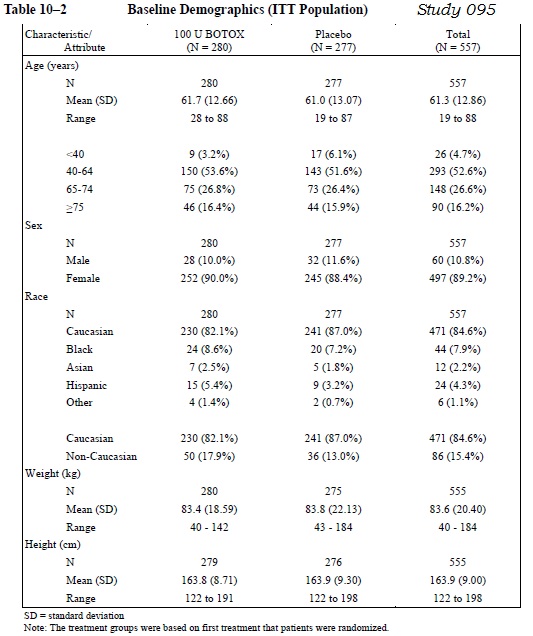 Table 10–2 Baseline Demographics (ITT Population) Study 095
Characteristic/ 100 U BOTOX Placebo Total
Attribute (N = 280) (N = 277) (N = 557)
Age (years)
N 280 277 557
Mean (SD) 61.7 (12.66) 61.0 (13.07) 61.3 (12.86)
Range 28 to 88 19 to 87 19 to 88
<40 9 (3.2%) 17 (6.1%) 26 (4.7%)
40-64 150 (53.6%) 143 (51.6%) 293 (52.6%)
65-74 75 (26.8%) 73 (26.4%) 148 (26.6%)
≥75 46 (16.4%) 44 (15.9%) 90 (16.2%)
Sex
N 280 277 557
Male 28 (10.0%) 32 (11.6%) 60 (10.8%)
Female 252 (90.0%) 245 (88.4%) 497 (89.2%)
Race
N 280 277 557
Caucasian 230 (82.1%) 241 (87.0%) 471 (84.6%)
Black 24 (8.6%) 20 (7.2%) 44 (7.9%)
Asian 7 (2.5%) 5 (1.8%) 12 (2.2%)
Hispanic 15 (5.4%) 9 (3.2%) 24 (4.3%)
Other 4 (1.4%) 2 (0.7%) 6 (1.1%)
Caucasian 230 (82.1%) 241 (87.0%) 471 (84.6%)
Non-Caucasian 50 (17.9%) 36 (13.0%) 86 (15.4%)
Weight (kg)
N 280 275 555
Mean (SD) 83.4 (18.59) 83.8 (22.13) 83.6 (20.40)
Range 40 - 142 43 - 184 40 - 184
Height (cm)
N 279 276 555
Mean (SD) 163.8 (8.71) 163.9 (9.30) 163.9 (9.00)
Range 122 to 191 122 to 198 122 to 198
SD = standard deviation
Note: The treatment groups were based on first treatment that patients were randomized.